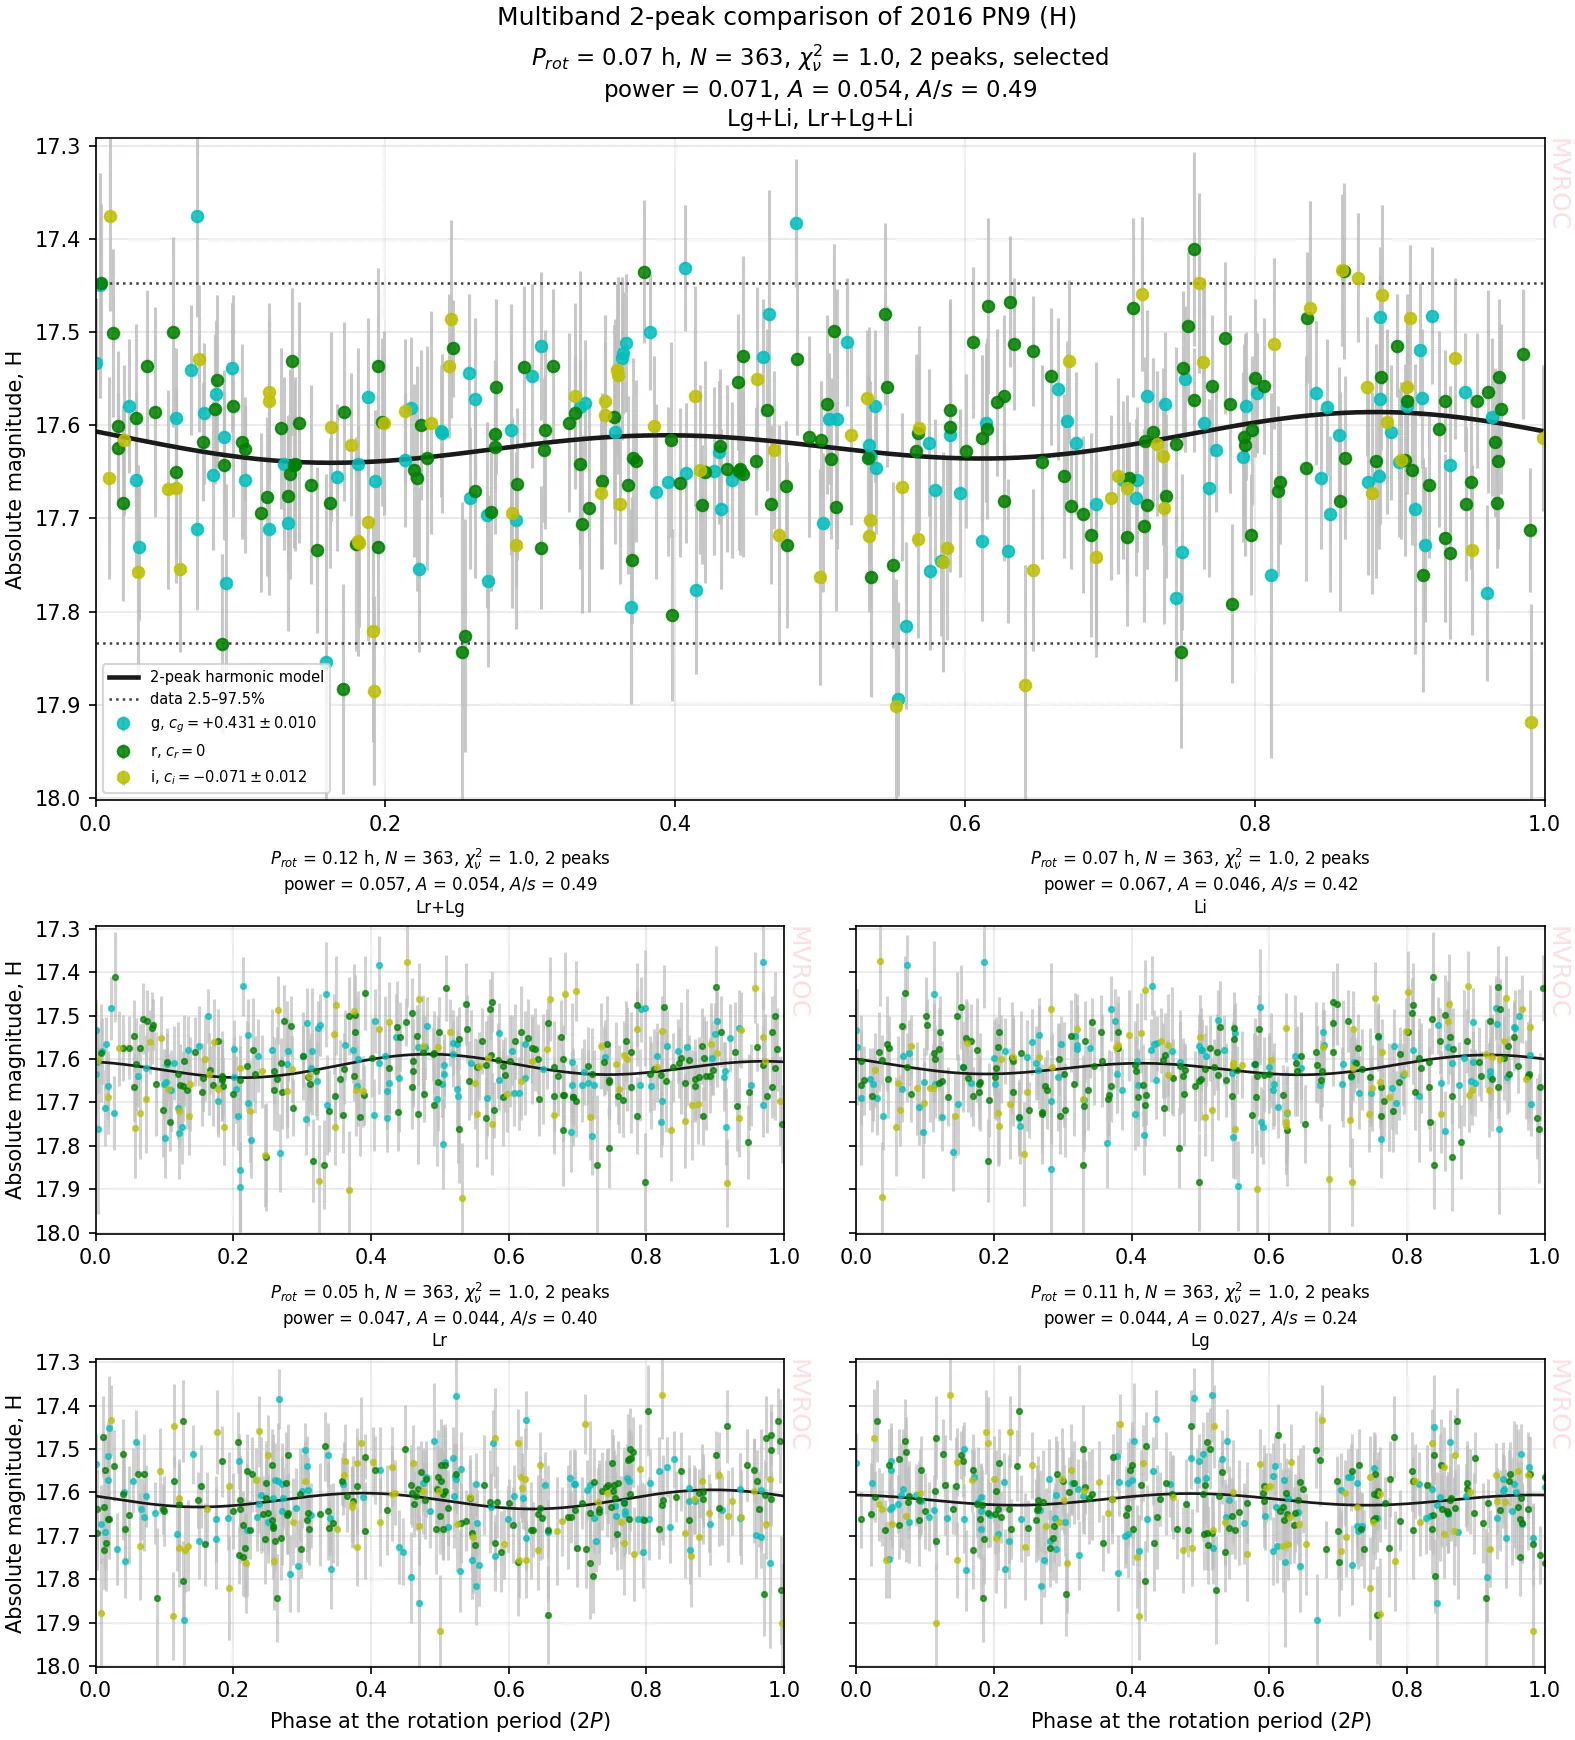 Multiband 2-peak comparison of 2016 PN9 (H)
P_rot = 0.07 h, N = 363, χ²_ν = 1.0, 2 peaks, selected
power = 0.071, A = 0.054, A/s = 0.49
Lg+Li, Lr+Lg+Li
MVROC
Absolute magnitude, H
17.3
17.4
17.5
17.6
17.7
17.8
17.9
18.0
2-peak harmonic model
data 2.5–97.5%
g, c_g = +0.431 ± 0.010
r, c_r = 0
i, c_i = −0.071 ± 0.012
0.0 0.2 0.4 0.6 0.8 1.0
P_rot = 0.12 h, N = 363, χ²_ν = 1.0, 2 peaks
power = 0.057, A = 0.054, A/s = 0.49
Lr+Lg
MVROC
Absolute magnitude, H
17.3
17.4
17.5
17.6
17.7
17.8
17.9
18.0
0.0 0.2 0.4 0.6 0.8 1.0
P_rot = 0.07 h, N = 363, χ²_ν = 1.0, 2 peaks
power = 0.067, A = 0.046, A/s = 0.42
Li
MVROC
0.0 0.2 0.4 0.6 0.8 1.0
P_rot = 0.05 h, N = 363, χ²_ν = 1.0, 2 peaks
power = 0.047, A = 0.044, A/s = 0.40
Lr
MVROC
Absolute magnitude, H
17.3
17.4
17.5
17.6
17.7
17.8
17.9
18.0
0.0 0.2 0.4 0.6 0.8 1.0
Phase at the rotation period (2P)
P_rot = 0.11 h, N = 363, χ²_ν = 1.0, 2 peaks
power = 0.044, A = 0.027, A/s = 0.24
Lg
MVROC
0.0 0.2 0.4 0.6 0.8 1.0
Phase at the rotation period (2P)